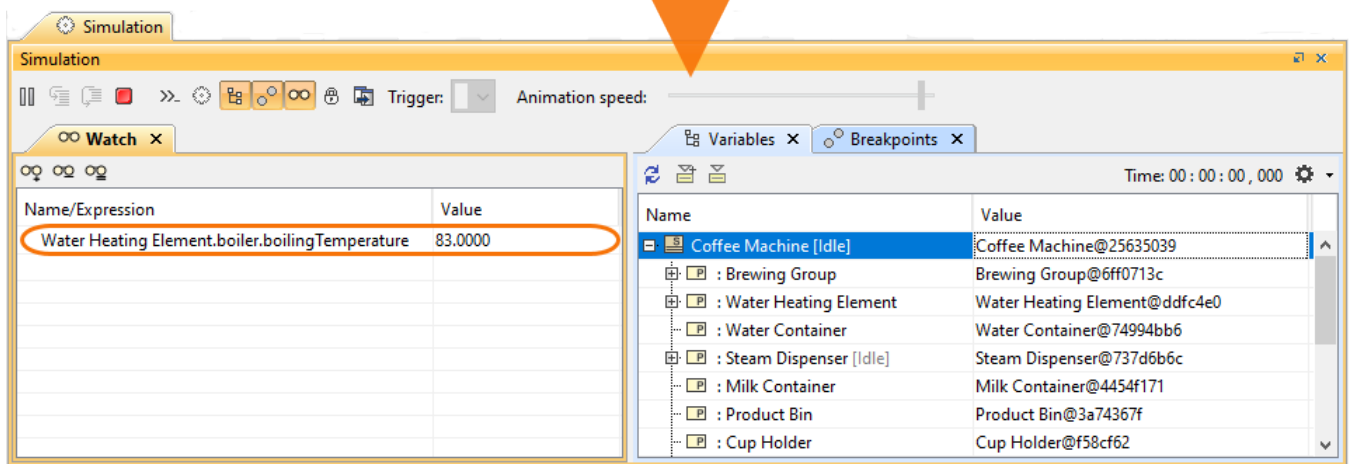 Simulation
Simulation
Trigger: Animation speed:
Watch
Variables Breakpoints
Time: 00 : 00 : 00 , 000
Name/Expression Value
Water Heating Element.boiler.boilingTemperature 83.0000
Name Value
S Coffee Machine [Idle] Coffee Machine@25635039
P : Brewing Group Brewing Group@6ff0713c
P : Water Heating Element Water Heating Element@ddfc4e0
P : Water Container Water Container@74994bb6
P : Steam Dispenser [Idle] Steam Dispenser@737d6b6c
P : Milk Container Milk Container@4454f171
P : Product Bin Product Bin@3a74367f
P : Cup Holder Cup Holder@f58cf62